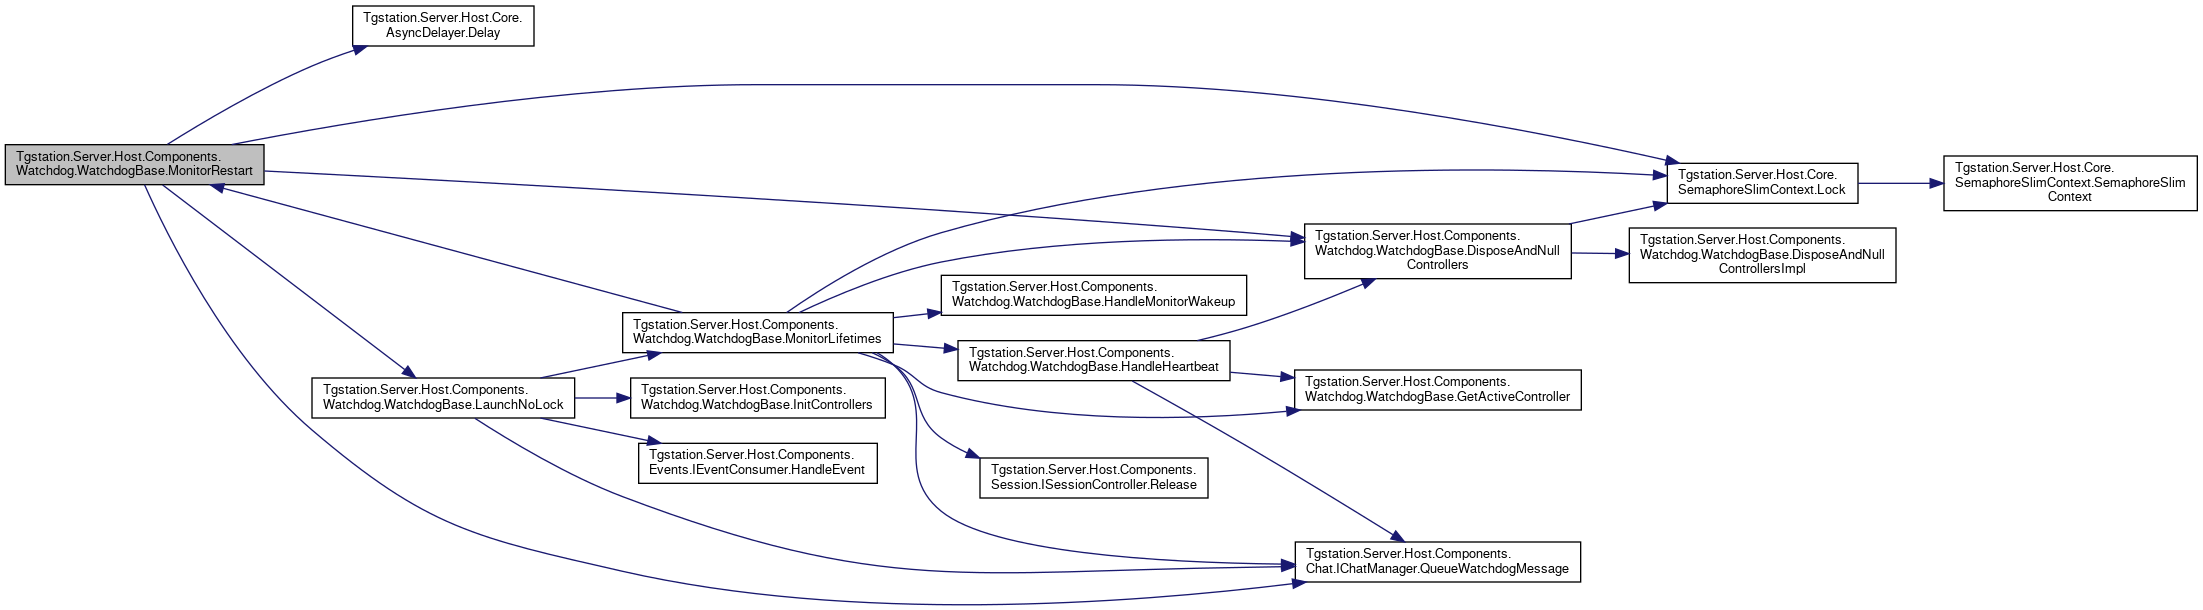 Tgstation.Server.Host.Core.
AsyncDelayer.Delay
Tgstation.Server.Host.Components.
Watchdog.WatchdogBase.MonitorRestart
Tgstation.Server.Host.Core.
SemaphoreSlimContext.Lock
Tgstation.Server.Host.Core.
SemaphoreSlimContext.SemaphoreSlim
Context
Tgstation.Server.Host.Components.
Watchdog.WatchdogBase.DisposeAndNull
Controllers
Tgstation.Server.Host.Components.
Watchdog.WatchdogBase.DisposeAndNull
ControllersImpl
Tgstation.Server.Host.Components.
Watchdog.WatchdogBase.HandleMonitorWakeup
Tgstation.Server.Host.Components.
Watchdog.WatchdogBase.MonitorLifetimes
Tgstation.Server.Host.Components.
Watchdog.WatchdogBase.HandleHeartbeat
Tgstation.Server.Host.Components.
Watchdog.WatchdogBase.LaunchNoLock
Tgstation.Server.Host.Components.
Watchdog.WatchdogBase.InitControllers
Tgstation.Server.Host.Components.
Watchdog.WatchdogBase.GetActiveController
Tgstation.Server.Host.Components.
Events.IEventConsumer.HandleEvent
Tgstation.Server.Host.Components.
Session.ISessionController.Release
Tgstation.Server.Host.Components.
Chat.IChatManager.QueueWatchdogMessage